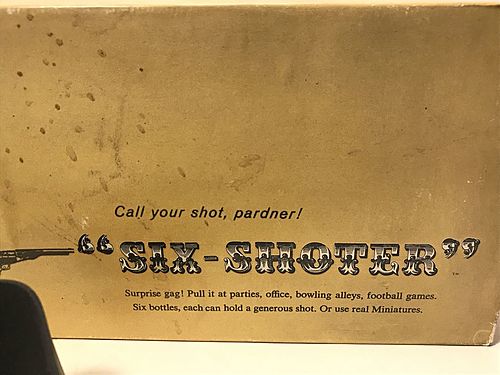 Call your shot, pardner!
"SIX-SHOTER"
Surprise gag! Pull it at parties, office, bowling alleys, football games.
Six bottles, each can hold a generous shot. Or use real Miniatures.